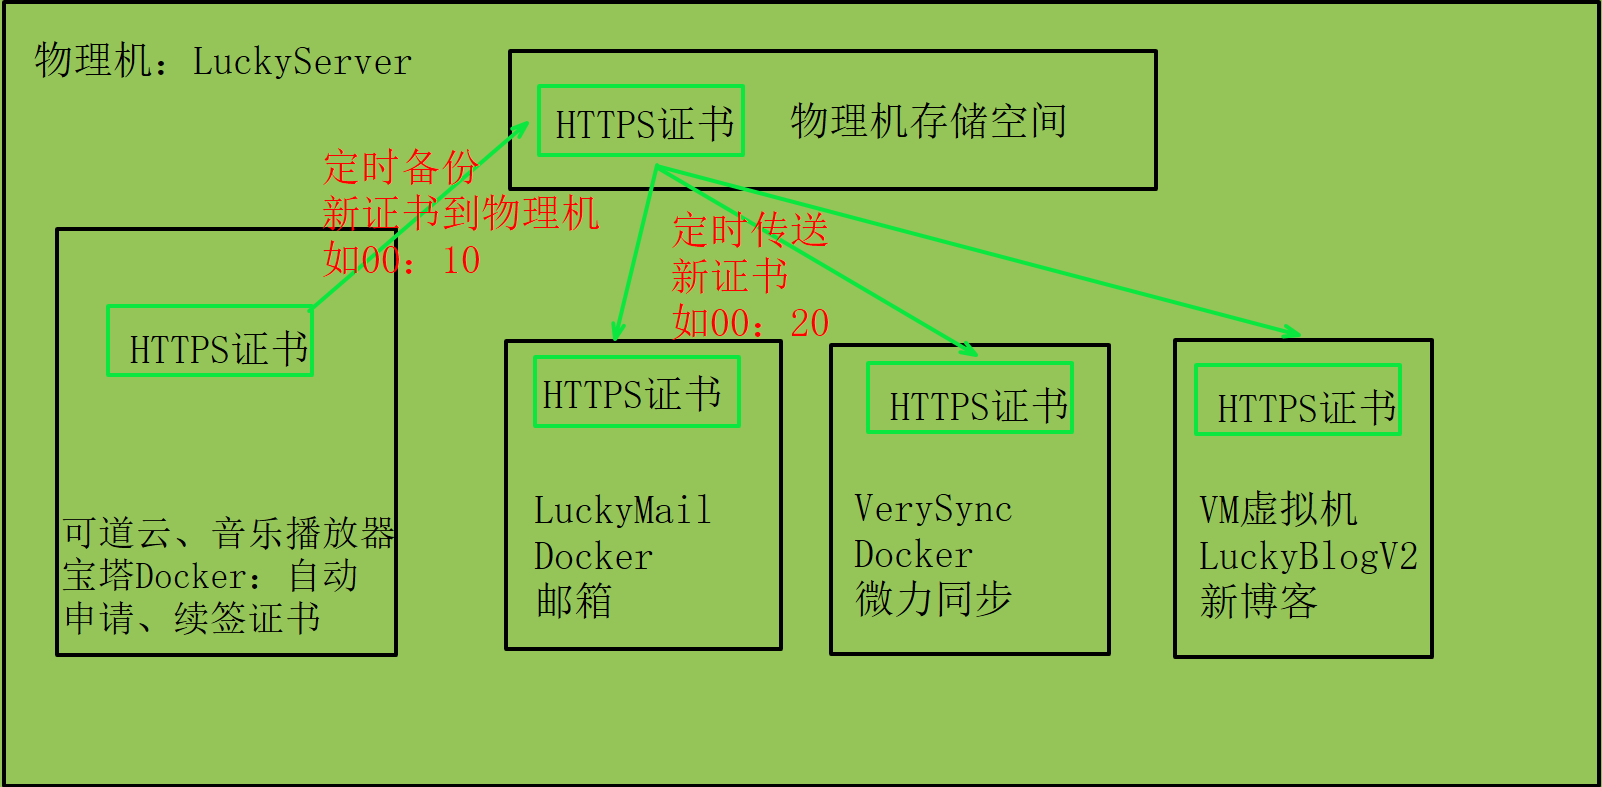 物理机：LuckyServer
HTTPS证书
物理机存储空间
定时备份
新证书到物理机
如00：10
定时传送
新证书
如00：20
HTTPS证书
可道云、音乐播放器
宝塔Docker：自动
申请、续签证书
HTTPS证书
LuckyMail
Docker
邮箱
HTTPS证书
VerySync
Docker
微力同步
HTTPS证书
VM虚拟机
LuckyBlogV2
新博客